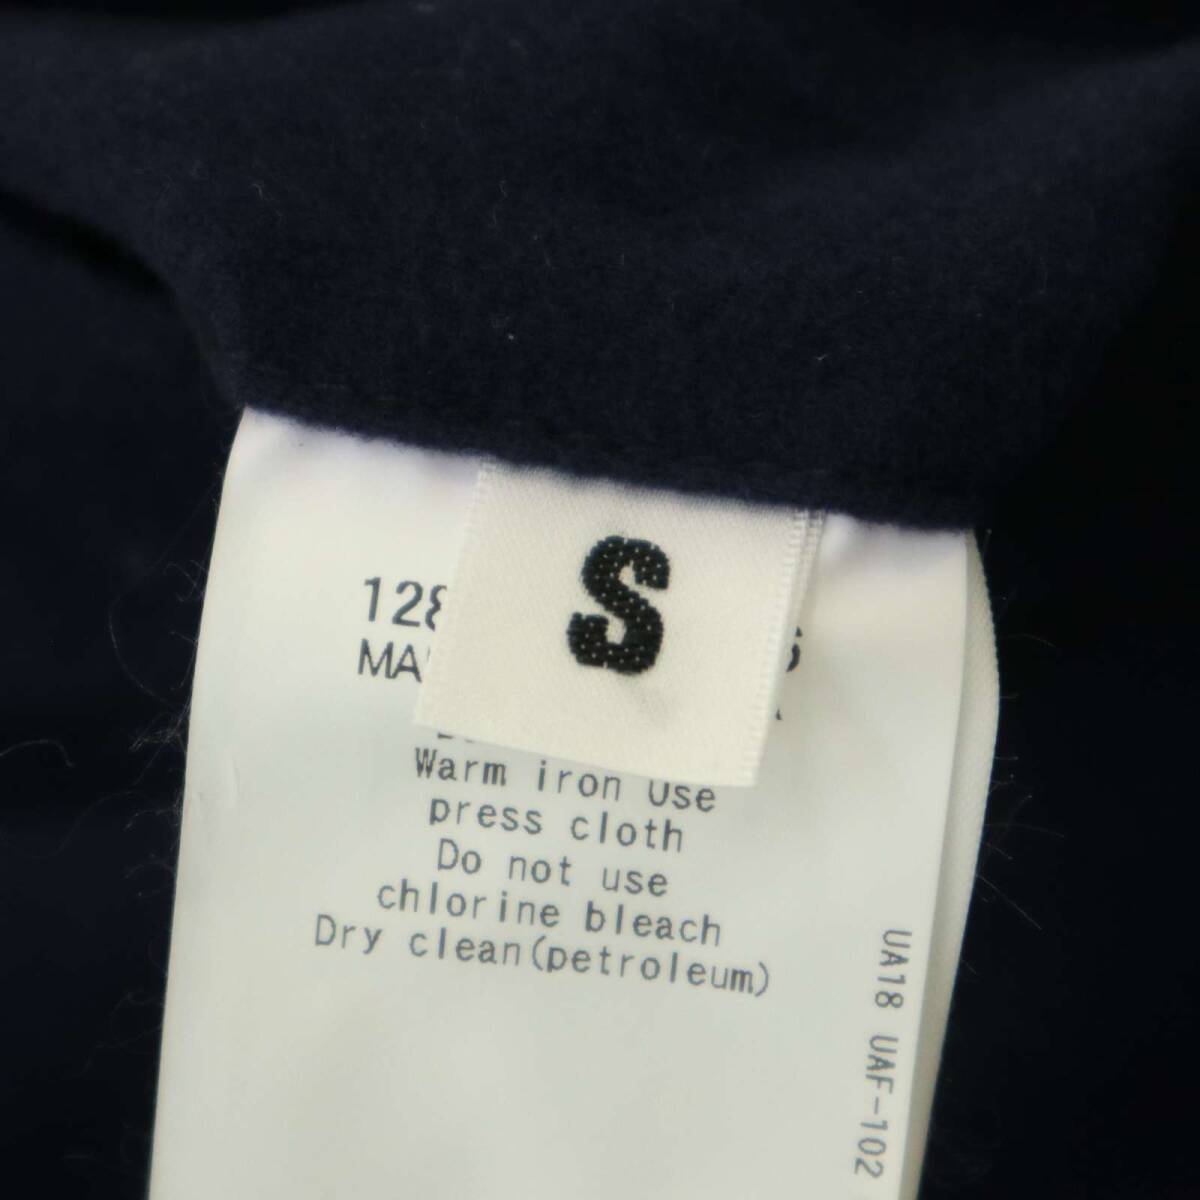 S
Warm iron Use
press cloth
Do not use
chlorine bleach
Dry clean(petroleum)
UA18 UAF-102